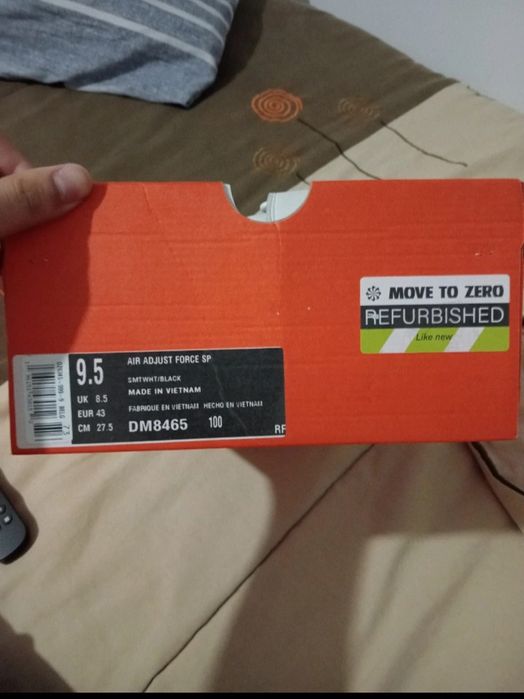 MOVE TO ZERO
REFURBISHED
Like new
9.5
AIR ADJUST FORCE SP
SMTWHT/BLACK
UK 8.5
MADE IN VIETNAM
EUR 43
FABRIQUE EN VIETNAM HECHO EN VIETNAM
CM 27.5
DM8465 100
RF